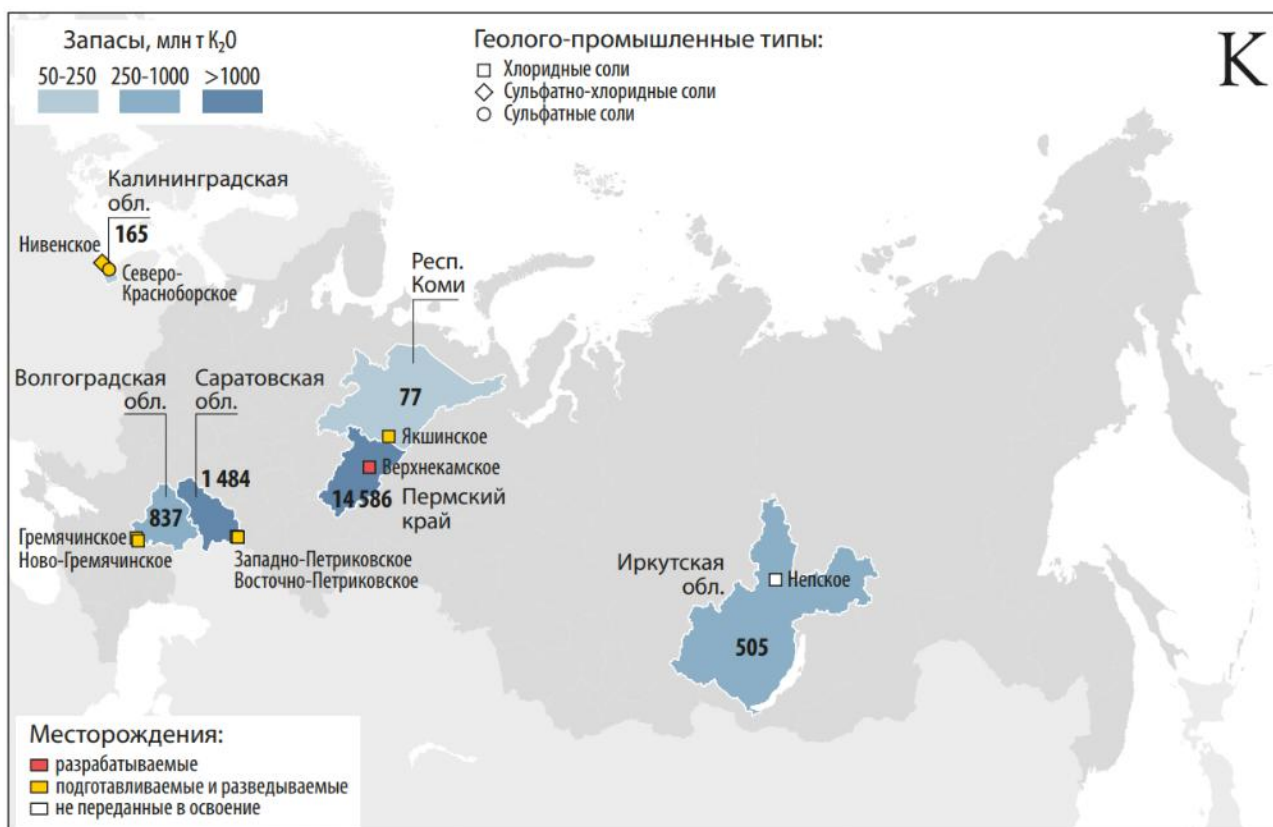 Запасы, млн т K₂O
50-250 250-1000 >1000
Геолого-промышленные типы:
Хлоридные соли
Сульфатно-хлоридные соли
Сульфатные соли
K
Калининградская
обл.
165
Нивенское
Северо-
Красноборское
Респ.
Коми
77
Якшинское
Верхнекамское
14 586
Пермский
край
Волгоградская
обл.
Саратовская
обл.
1 484
837
Гремячинское
Ново-Гремячинское
Западно-Петриковское
Восточно-Петриковское
Иркутская
обл.
Непское
505
Месторождения:
разрабатываемые
подготавливаемые и разведываемые
не переданные в освоение